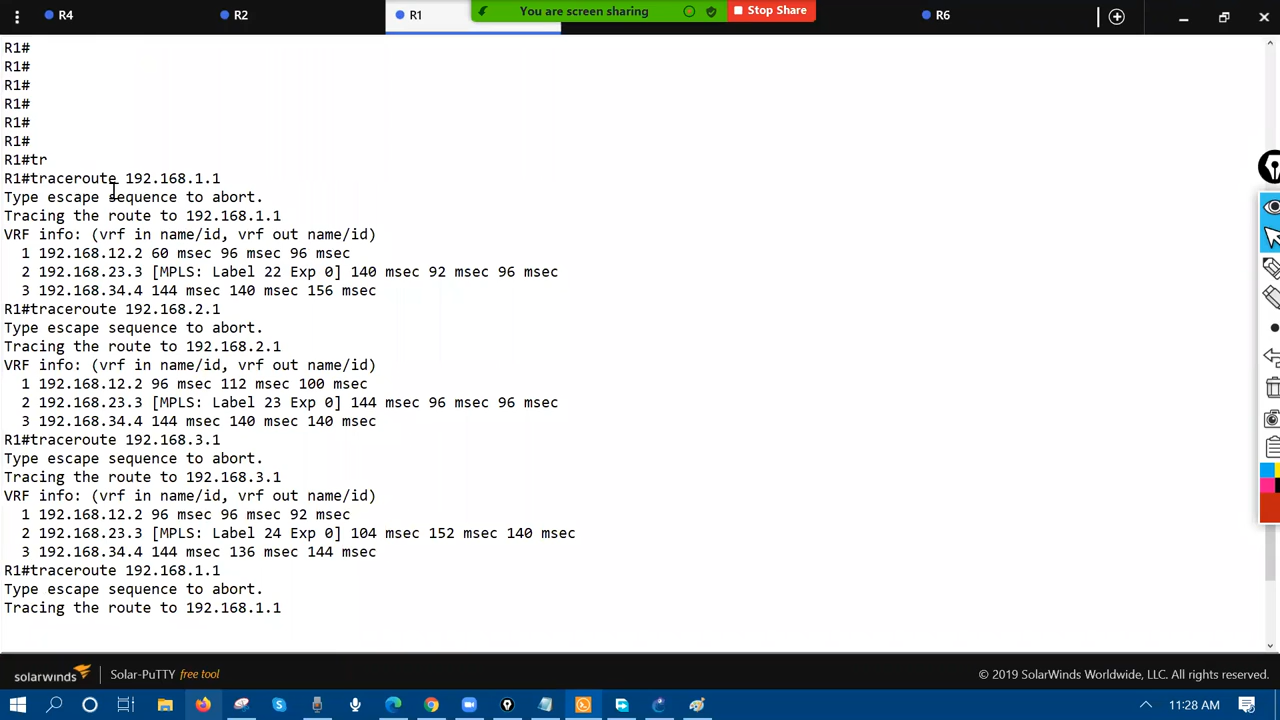 R4
R2
R1
You are screen sharing
Stop Share
R6
R1#
R1#
R1#
R1#
R1#
R1#
R1#tr
R1#traceroute 192.168.1.1
Type escape sequence to abort.
Tracing the route to 192.168.1.1
VRF info: (vrf in name/id, vrf out name/id)
1 192.168.12.2 60 msec 96 msec 96 msec
2 192.168.23.3 [MPLS: Label 22 Exp 0] 140 msec 92 msec 96 msec
3 192.168.34.4 144 msec 140 msec 156 msec
R1#traceroute 192.168.2.1
Type escape sequence to abort.
Tracing the route to 192.168.2.1
VRF info: (vrf in name/id, vrf out name/id)
1 192.168.12.2 96 msec 112 msec 100 msec
2 192.168.23.3 [MPLS: Label 23 Exp 0] 144 msec 96 msec 96 msec
3 192.168.34.4 144 msec 140 msec 140 msec
R1#traceroute 192.168.3.1
Type escape sequence to abort.
Tracing the route to 192.168.3.1
VRF info: (vrf in name/id, vrf out name/id)
1 192.168.12.2 96 msec 96 msec 92 msec
2 192.168.23.3 [MPLS: Label 24 Exp 0] 104 msec 152 msec 140 msec
3 192.168.34.4 144 msec 136 msec 144 msec
R1#traceroute 192.168.1.1
Type escape sequence to abort.
Tracing the route to 192.168.1.1
solarwinds
Solar-PuTTY free tool
© 2019 SolarWinds Worldwide, LLC. All rights reserved.
11:28 AM